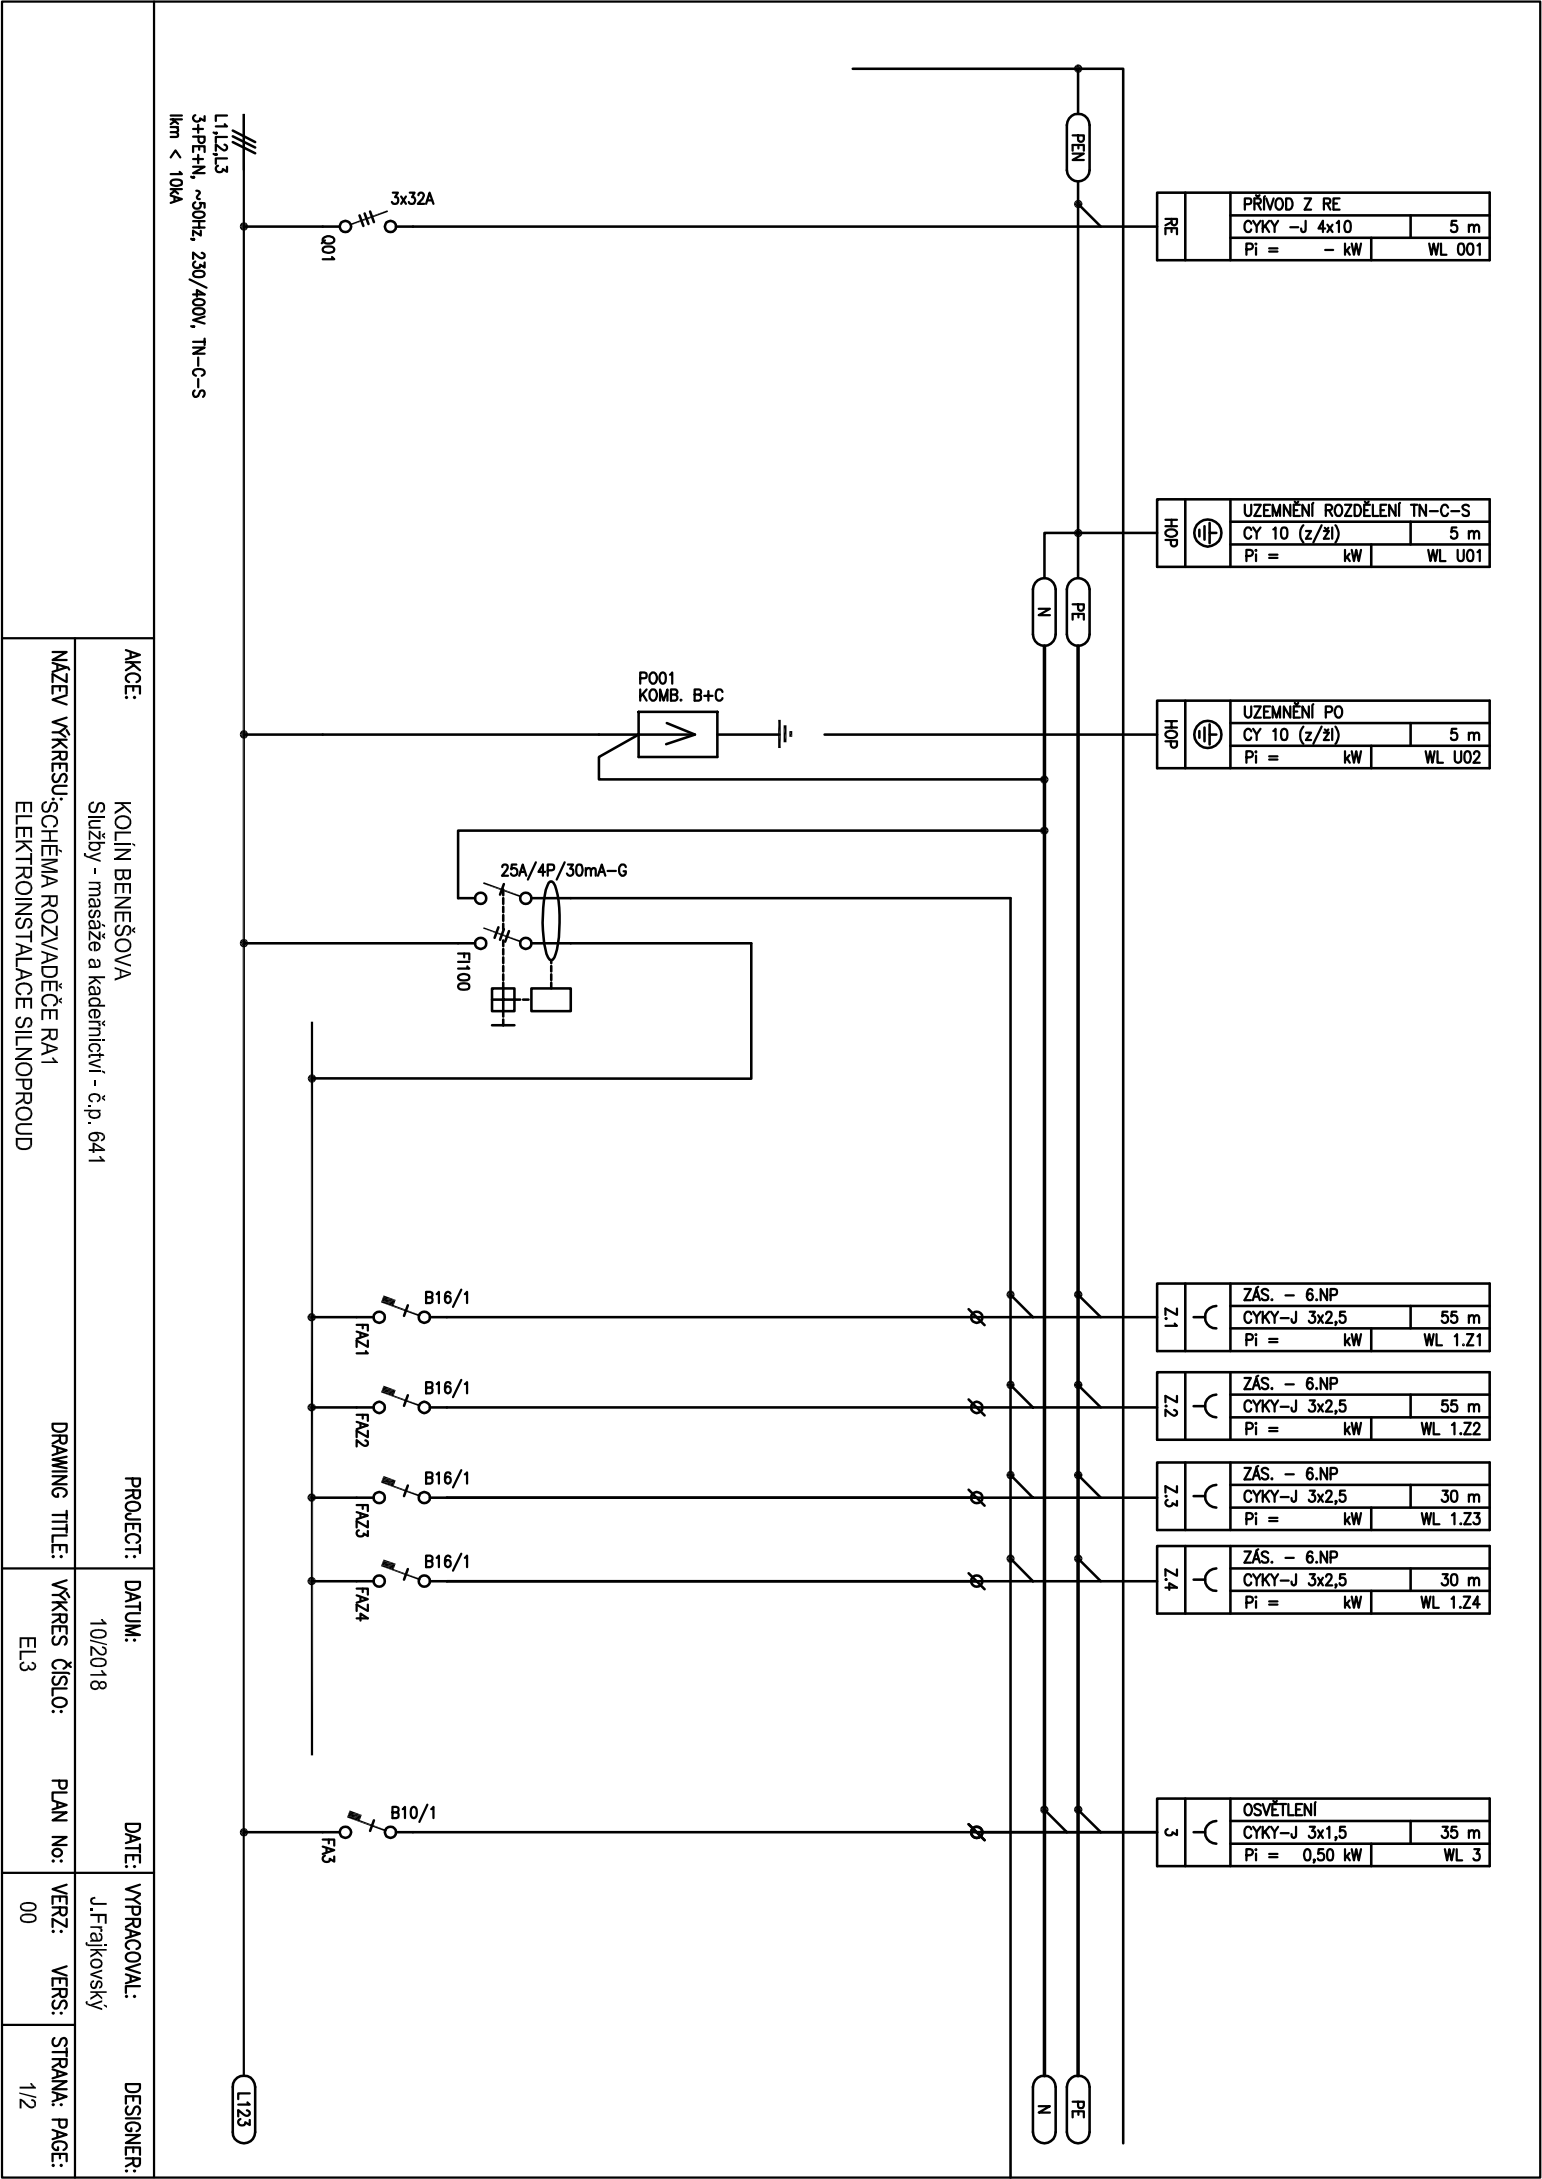 PEN
PŘÍVOD Z RE
CYKY -J 4x10
5 m
Pi = - kW
WL 001
RE
L1,L2,L3
3+PE+N, ~50Hz, 230/400V, TN-C-S
Ikm < 10kA
3x32A
Q01
UZEMNĚNÍ ROZDĚLENÍ TN-C-S
CY 10 (z/žl)
5 m
Pi = kW
WL U01
HOP
N
PE
P001
KOMB. B+C
UZEMNĚNÍ PO
CY 10 (z/žl)
5 m
Pi = kW
WL U02
HOP
25A/4P/30mA-G
FI100
B16/1
FAZ1
ZÁS. - 6.NP
CYKY-J 3x2,5
55 m
Pi = kW
WL 1.Z1
Z.1
B16/1
FAZ2
ZÁS. - 6.NP
CYKY-J 3x2,5
55 m
Pi = kW
WL 1.Z2
Z.2
B16/1
FAZ3
ZÁS. - 6.NP
CYKY-J 3x2,5
30 m
Pi = kW
WL 1.Z3
Z.3
B16/1
FAZ4
ZÁS. - 6.NP
CYKY-J 3x2,5
30 m
Pi = kW
WL 1.Z4
Z.4
B10/1
FA3
OSVĚTLENÍ
CYKY-J 3x1,5
35 m
Pi = 0,50 kW
WL 3
3
L123
N
PE
AKCE:
PROJECT:
KOLÍN BENEŠOVA
Služby - masáže a kadeřnictví - č.p. 641
NÁZEV VÝKRESU:
DRAWING TITLE:
SCHÉMA ROZVADĚČE RA1
ELEKTROINSTALACE SILNOPROUD
DATUM:
DATE:
10/2018
VÝKRES ČÍSLO:
PLAN No:
EL3
VYPRACOVAL:
DESIGNER:
J.Frajkovský
VERZ: VERS:
00
STRANA: PAGE:
1/2